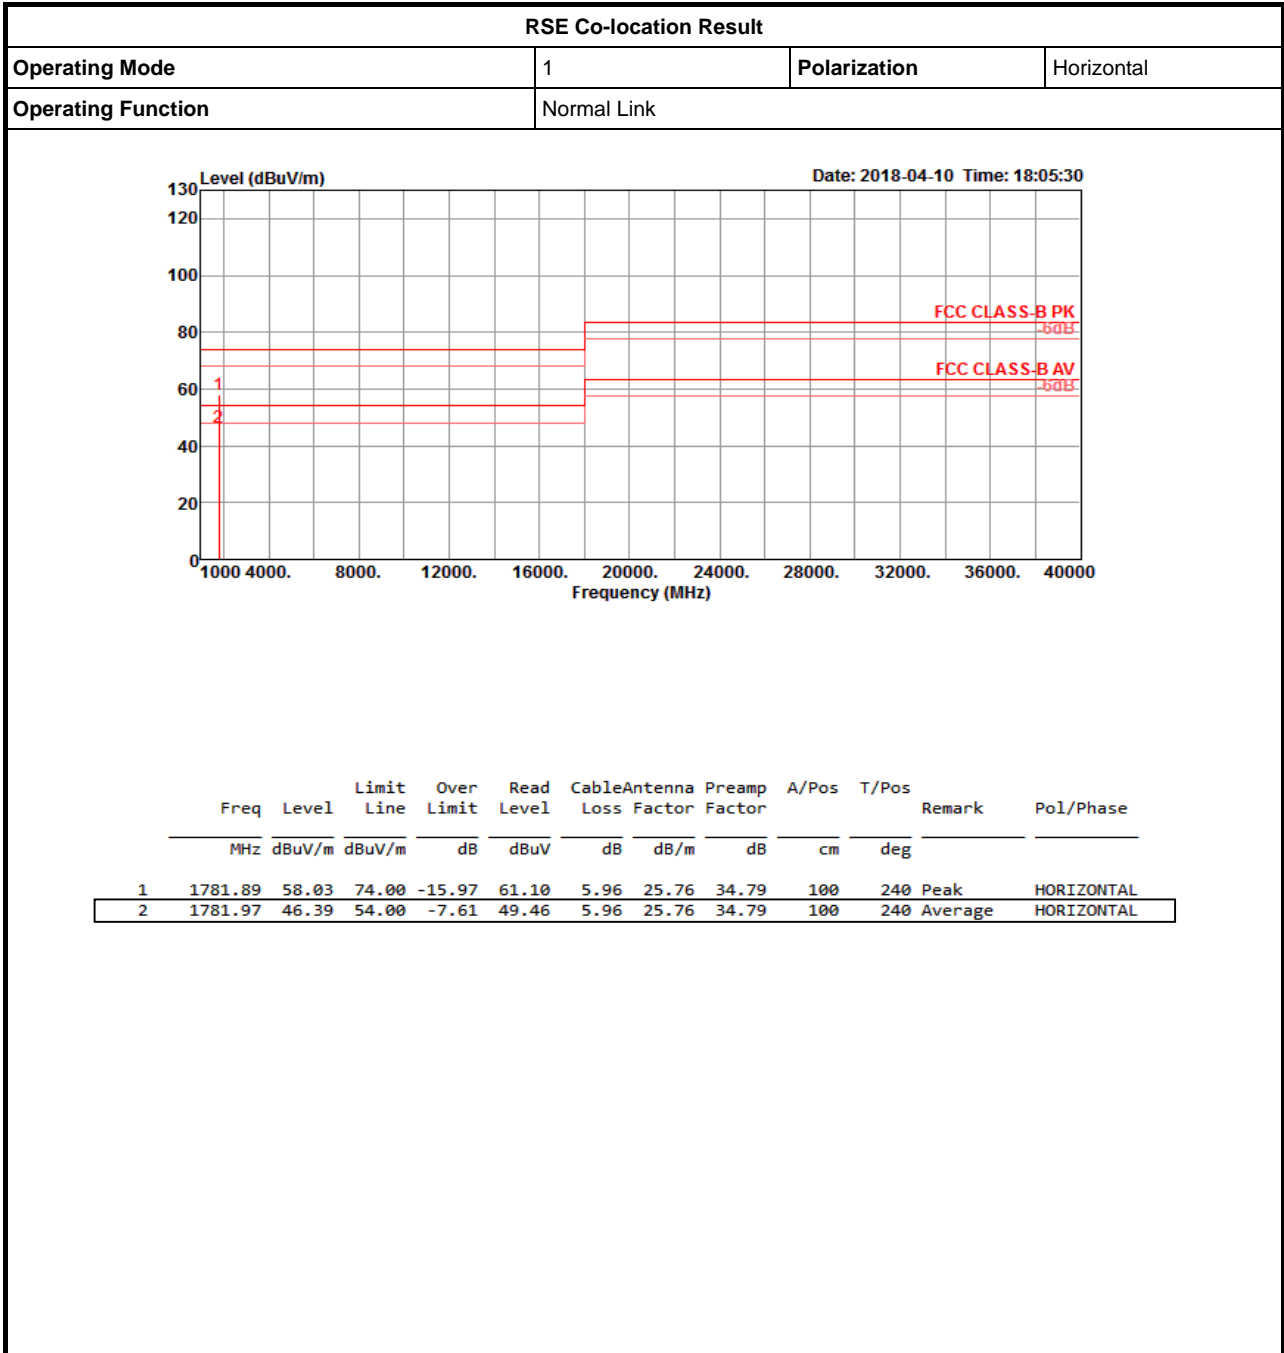 RSE Co-location Result
Operating Mode 1 Polarization Horizontal
Operating Function Normal Link
Level (dBuV/m) Date: 2018-04-10 Time: 18:05:30
130
120
100
FCC CLASS-B PK
80 -6dB
FCC CLASS-B AV
1
60 -6dB
2
40
20
0
1000 4000. 8000. 12000. 16000. 20000. 24000. 28000. 32000. 36000. 40000
Frequency (MHz)
Limit Over Read CableAntenna Preamp A/Pos T/Pos
Freq Level Line Limit Level Loss Factor Factor Remark Pol/Phase
MHz dBuV/m dBuV/m dB dBuV dB dB/m dB cm deg
1 1781.89 58.03 74.00 -15.97 61.10 5.96 25.76 34.79 100 240 Peak HORIZONTAL
2 1781.97 46.39 54.00 -7.61 49.46 5.96 25.76 34.79 100 240 Average HORIZONTAL